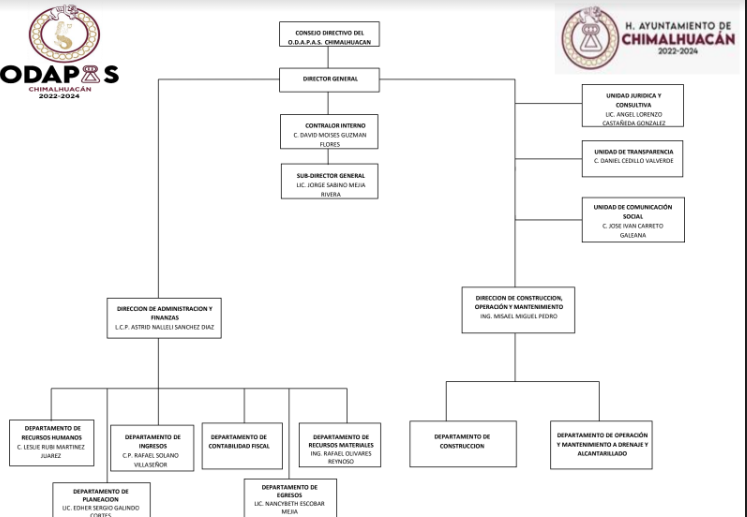 ODAPAS
CHIMALHUACÁN
2022-2024
H. AYUNTAMIENTO DE
CHIMALHUACÁN
2022-2024
CONSEJO DIRECTIVO DEL
O.D.A.P.A.S. CHIMALHUACAN
DIRECTOR GENERAL
CONTRALOR INTERNO
C. DAVID MOISES GUZMAN
FLORES
SUB-DIRECTOR GENERAL
LIC. JORGE SABINO MEJIA
RIVERA
UNIDAD JURIDICA Y
CONSULTIVA
LIC. ANGEL LORENZO
CASTAÑEDA GONZALEZ
UNIDAD DE TRANSPARENCIA
C. DANIEL CEDILLO VALVERDE
UNIDAD DE COMUNICACIÓN
SOCIAL
C. JOSE IVAN CARRETO
GALEANA
DIRECCION DE ADMINISTRACION Y
FINANZAS
L.C.P. ASTRID NALLELI SANCHEZ DIAZ
DIRECCION DE CONSTRUCCION,
OPERACIÓN Y MANTENIMIENTO
ING. MISAEL MIGUEL PEDRO
DEPARTAMENTO DE
RECURSOS HUMANOS
C. LESLIE RUBI MARTINEZ
JUAREZ
DEPARTAMENTO DE
INGRESOS
C.P. RAFAEL SOLANO
VILLASEÑOR
DEPARTAMENTO DE
CONTABILIDAD FISCAL
DEPARTAMENTO DE
RECURSOS MATERIALES
ING. RAFAEL OLIVARES
REYNOSO
DEPARTAMENTO DE
CONSTRUCCION
DEPARTAMENTO DE OPERACIÓN
Y MANTENIMIENTO A DRENAJE Y
ALCANTARILLADO
DEPARTAMENTO DE
PLANEACION
LIC. EDHER SERGIO GALINDO
CORTES
DEPARTAMENTO DE
EGRESOS
LIC. NANCYBETH ESCOBAR
MEJIA